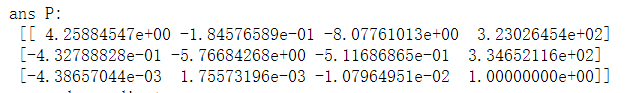 ans P:
[[ 4.25884547e+00 -1.84576589e-01 -8.07761013e+00  3.23026454e+02]
[-4.32788828e-01 -5.76684268e+00 -5.11686865e-01  3.34652116e+02]
[-4.38657044e-03  1.75573196e-03 -1.07964951e-02  1.00000000e+00]]